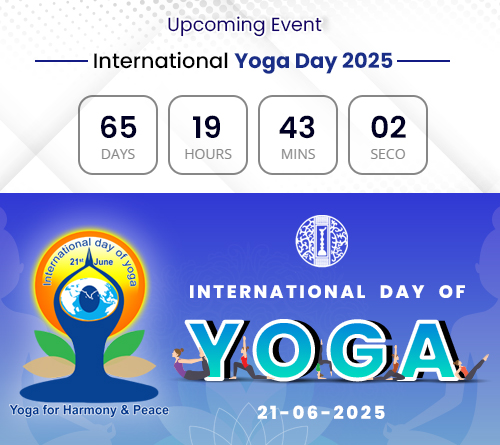 Upcoming Event
International Yoga Day 2025
65 19 43 02
DAYS HOURS MINS SECO
International day of yoga
21st June
Yoga for Harmony & Peace
INTERNATIONAL DAY OF
YOGA
21-06-2025